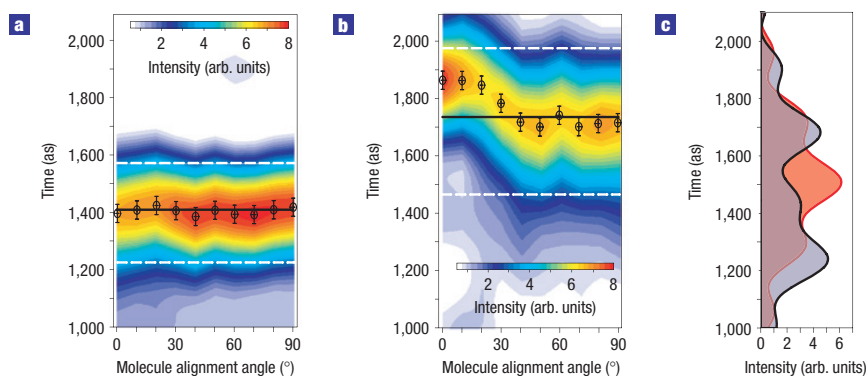 a
2,000
1,800
1,600
1,400
1,200
1,000
Time (as)
2 4 6 8
Intensity (arb. units)
0 30 60 90
Molecule alignment angle (°)
b
2,000
1,800
1,600
1,400
1,200
1,000
Time (as)
2 4 6 8
Intensity (arb. units)
0 30 60 90
Molecule alignment angle (°)
c
2,000
1,800
1,600
1,400
1,200
1,000
Time (as)
0 2 4 6
Intensity (arb. units)